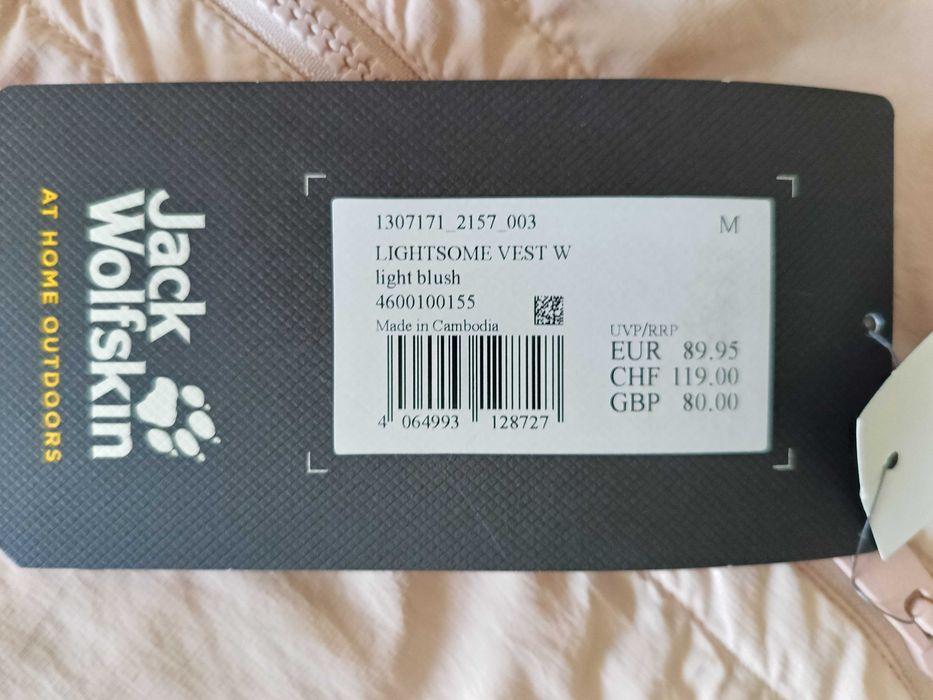 Jack
Wolfskin
AT HOME OUTDOORS
1307171_2157_003
M
LIGHTSOME VEST W
light blush
4600100155
Made in Cambodia
4 064993 128727
UVP/RRP
EUR 89.95
CHF 119.00
GBP 80.00